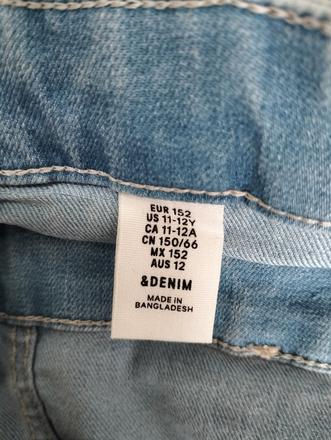 EUR 152
US 11-12Y
CA 11-12A
CN 150/66
MX 152
AUS 12
&DENIM
MADE IN
BANGLADESH